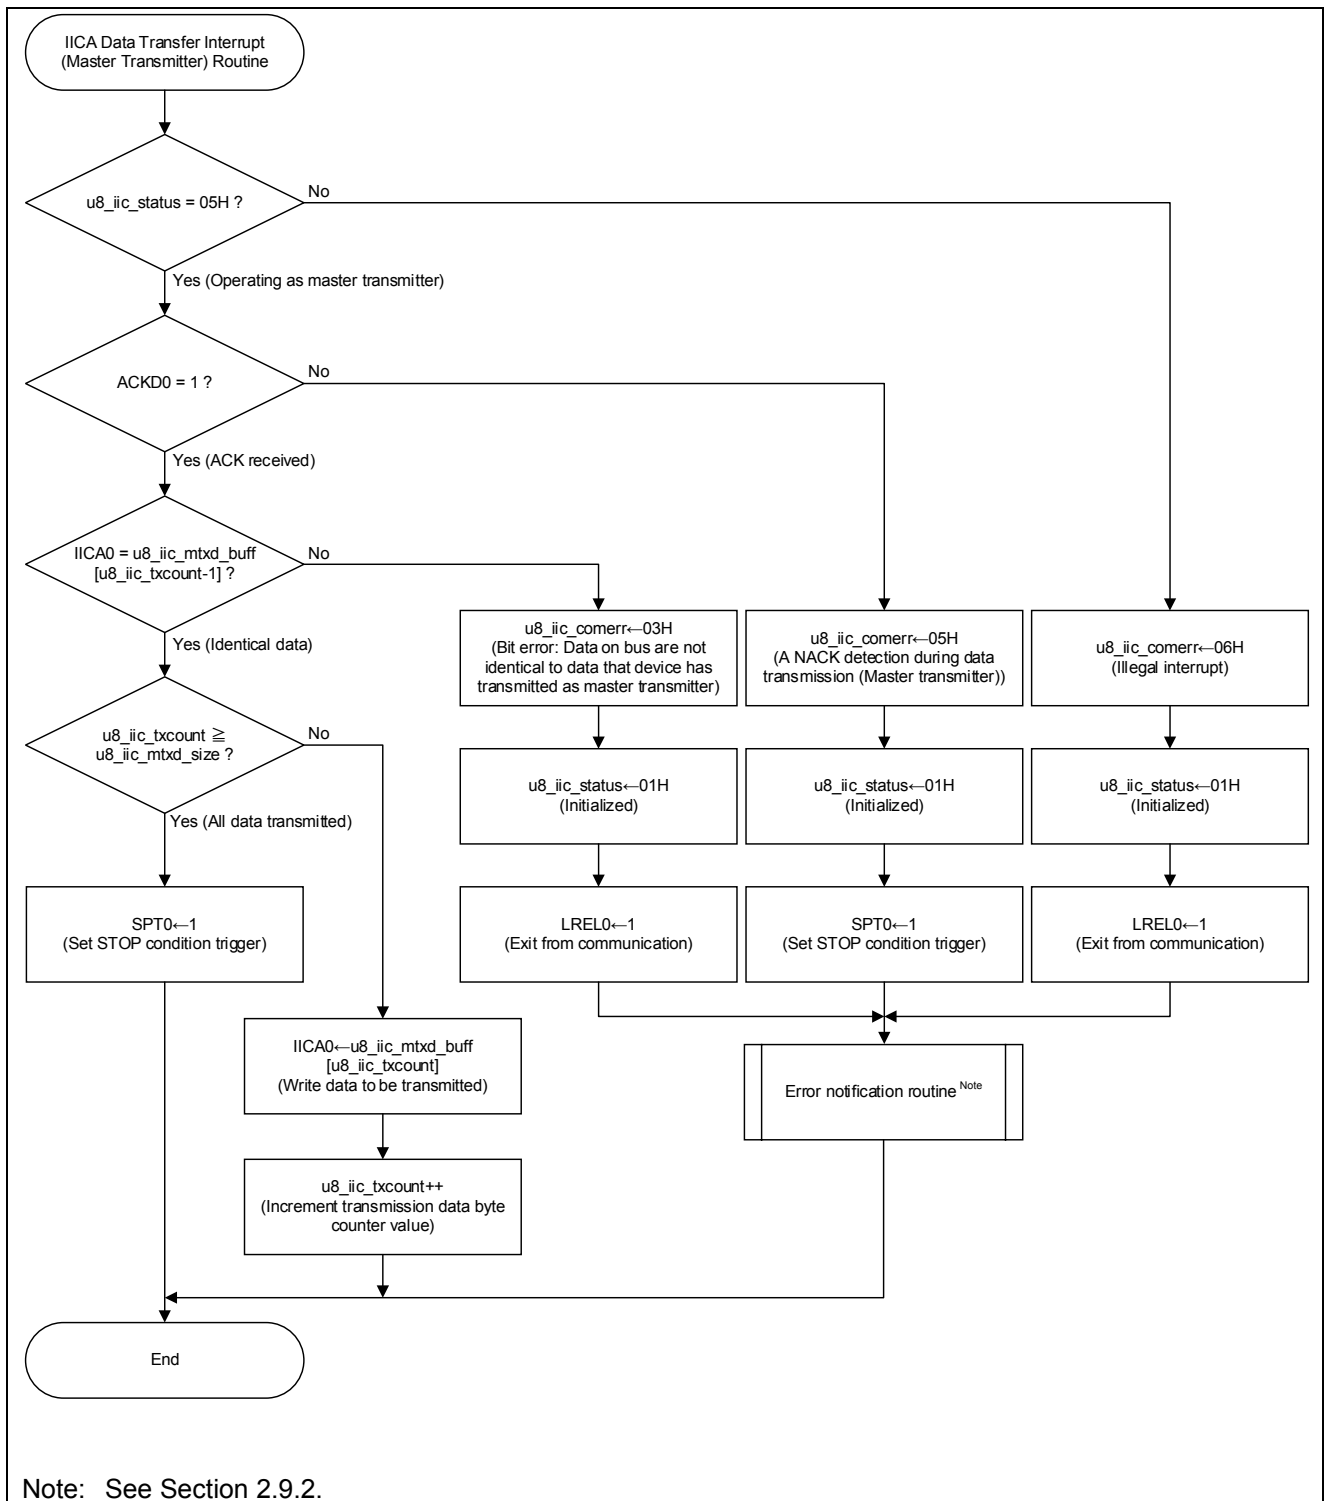 IICA Data Transfer Interrupt
(Master Transmitter) Routine
u8_iic_status = 05H ?
No
Yes (Operating as master transmitter)
ACKD0 = 1 ?
No
Yes (ACK received)
IICA0 = u8_iic_mtxd_buff
[u8_iic_txcount-1] ?
No
Yes (Identical data)
u8_iic_txcount ≧
u8_iic_mtxd_size ?
No
Yes (All data transmitted)
SPT0←1
(Set STOP condition trigger)
IICA0←u8_iic_mtxd_buff
[u8_iic_txcount]
(Write data to be transmitted)
u8_iic_txcount++
(Increment transmission data byte
counter value)
u8_iic_comerr←03H
(Bit error: Data on bus are not
identical to data that device has
transmitted as master transmitter)
u8_iic_status←01H
(Initialized)
LREL0←1
(Exit from communication)
u8_iic_comerr←05H
(A NACK detection during data
transmission (Master transmitter))
u8_iic_status←01H
(Initialized)
SPT0←1
(Set STOP condition trigger)
u8_iic_comerr←06H
(Illegal interrupt)
u8_iic_status←01H
(Initialized)
LREL0←1
(Exit from communication)
Error notification routine Note
End
Note: See Section 2.9.2.